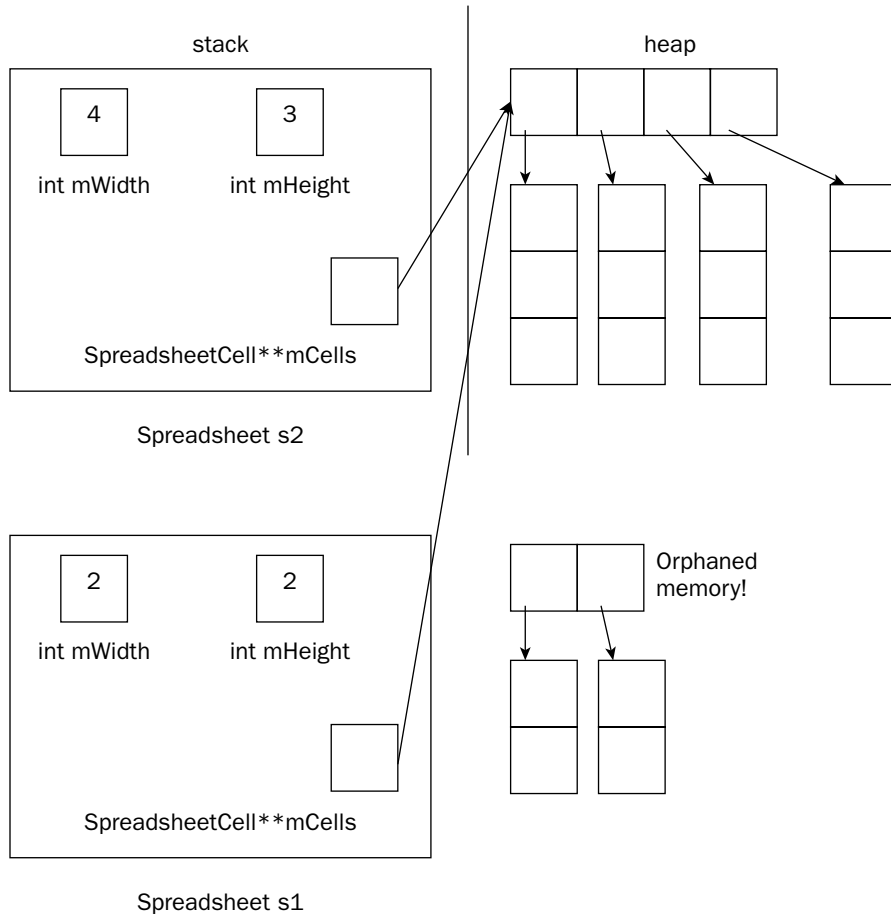 stack
heap
4
3
int mWidth
int mHeight
SpreadsheetCell**mCells
Spreadsheet s2
2
2
Orphaned
memory!
int mWidth
int mHeight
SpreadsheetCell**mCells
Spreadsheet s1